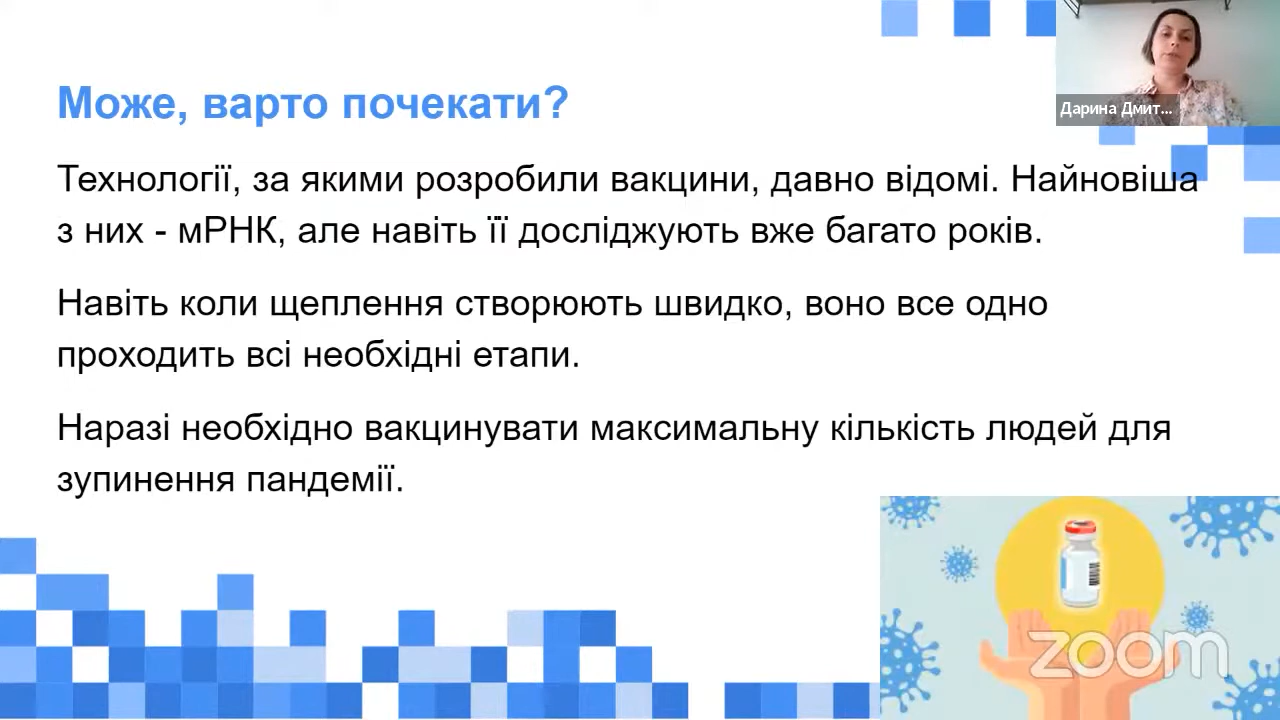 Може, варто почекати?
Дарина Дмит...
Технології, за якими розробили вакцини, давно відомі. Найновіша
з них - мРНК, але навіть її досліджують вже багато років.
Навіть коли щеплення створюють швидко, воно все одно
проходить всі необхідні етапи.
Наразі необхідно вакцинувати максимальну кількість людей для
зупинення пандемії.
zoom